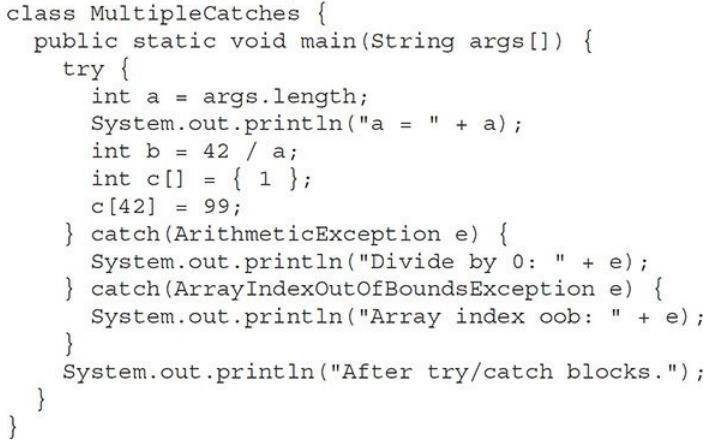 class MultipleCatches {
  public static void main(String args[]) {
    try {
      int a = args.length;
      System.out.println("a = " + a);
      int b = 42 / a;
      int c[] = { 1 };
      c[42] = 99;
    } catch(ArithmeticException e) {
      System.out.println("Divide by 0: " + e);
    } catch(ArrayIndexOutOfBoundsException e) {
      System.out.println("Array index oob: " + e);
    }
    System.out.println("After try/catch blocks.");
  }
}